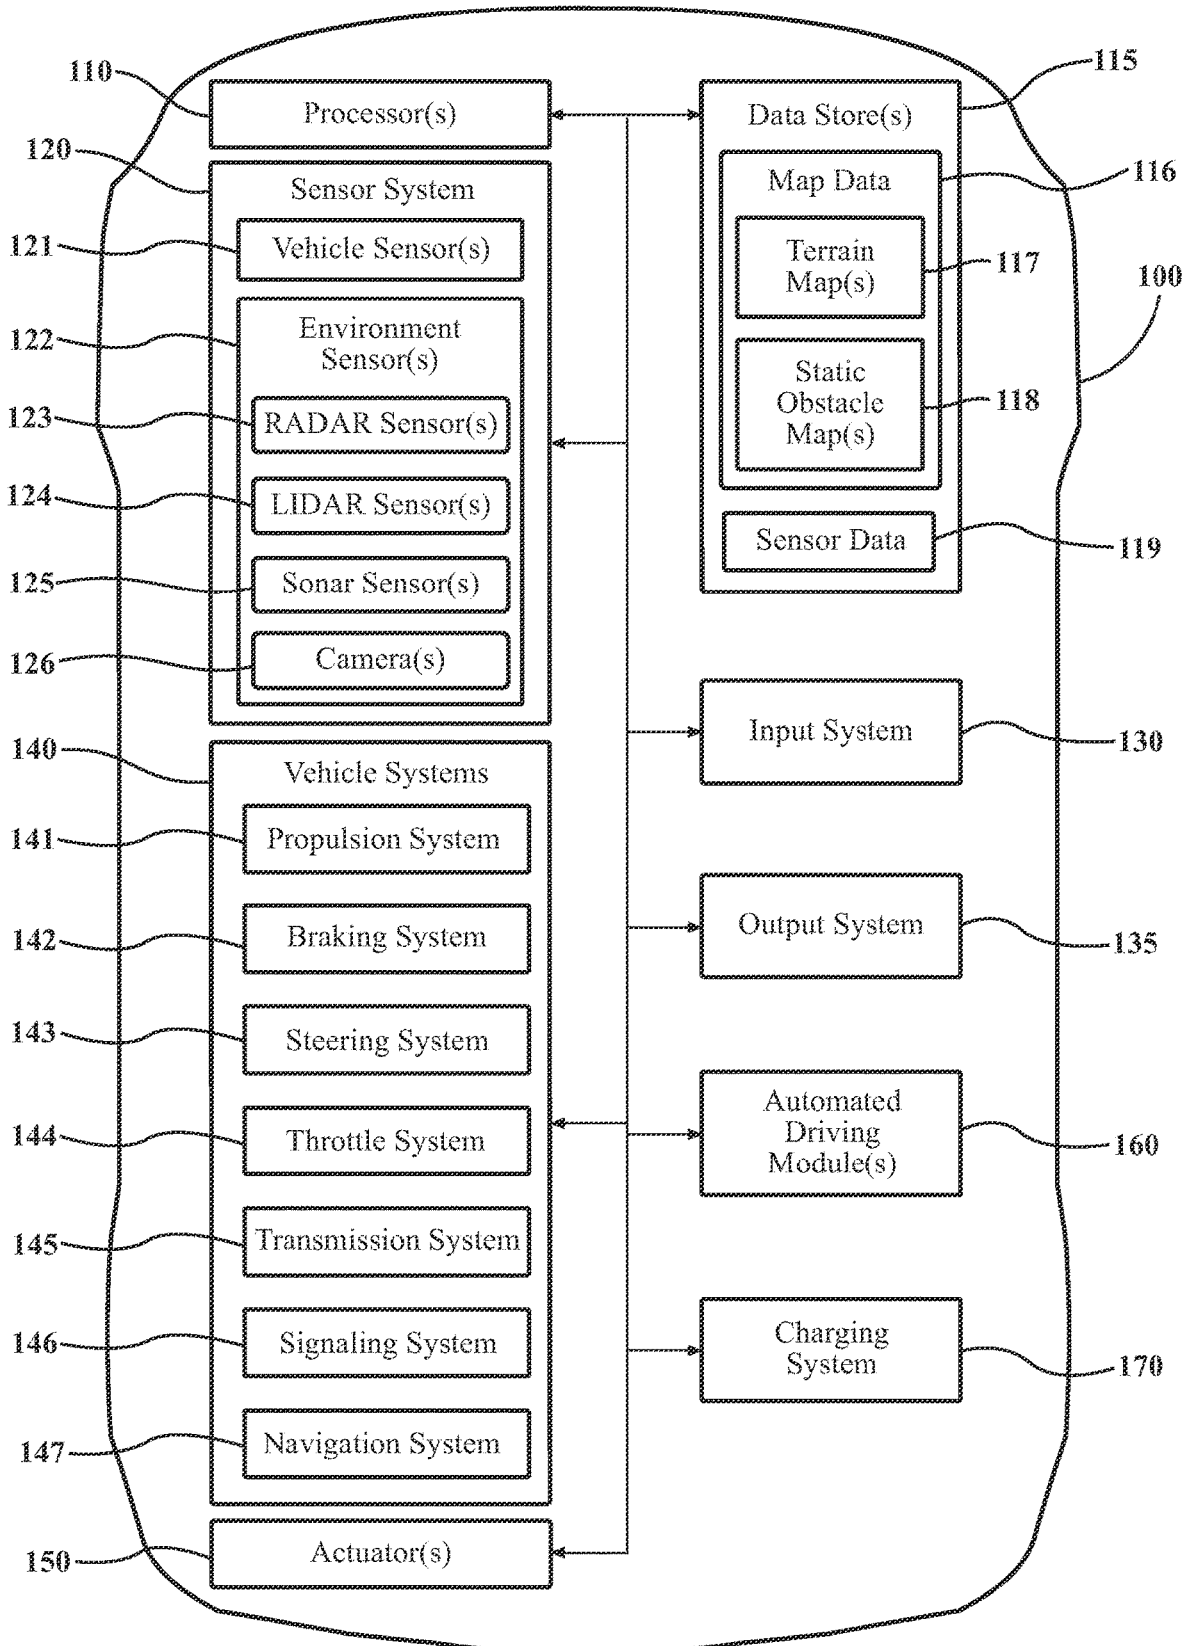 110
Processor(s)
120
Sensor System
121
Vehicle Sensor(s)
122
Environment
Sensor(s)
123
RADAR Sensor(s)
124
LIDAR Sensor(s)
125
Sonar Sensor(s)
126
Camera(s)
140
Vehicle Systems
141
Propulsion System
142
Braking System
143
Steering System
144
Throttle System
145
Transmission System
146
Signaling System
147
Navigation System
150
Actuator(s)
115
Data Store(s)
116
Map Data
117
Terrain
Map(s)
100
118
Static
Obstacle
Map(s)
119
Sensor Data
130
Input System
135
Output System
160
Automated
Driving
Module(s)
170
Charging
System